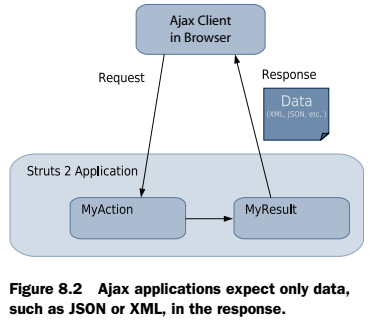 Ajax Client
in Browser
Request
Response
Data
(XML, JSON, etc. )
Struts 2 Application
MyAction
MyResult
Figure 8.2 Ajax applications expect only data,
such as JSON or XML, in the response.